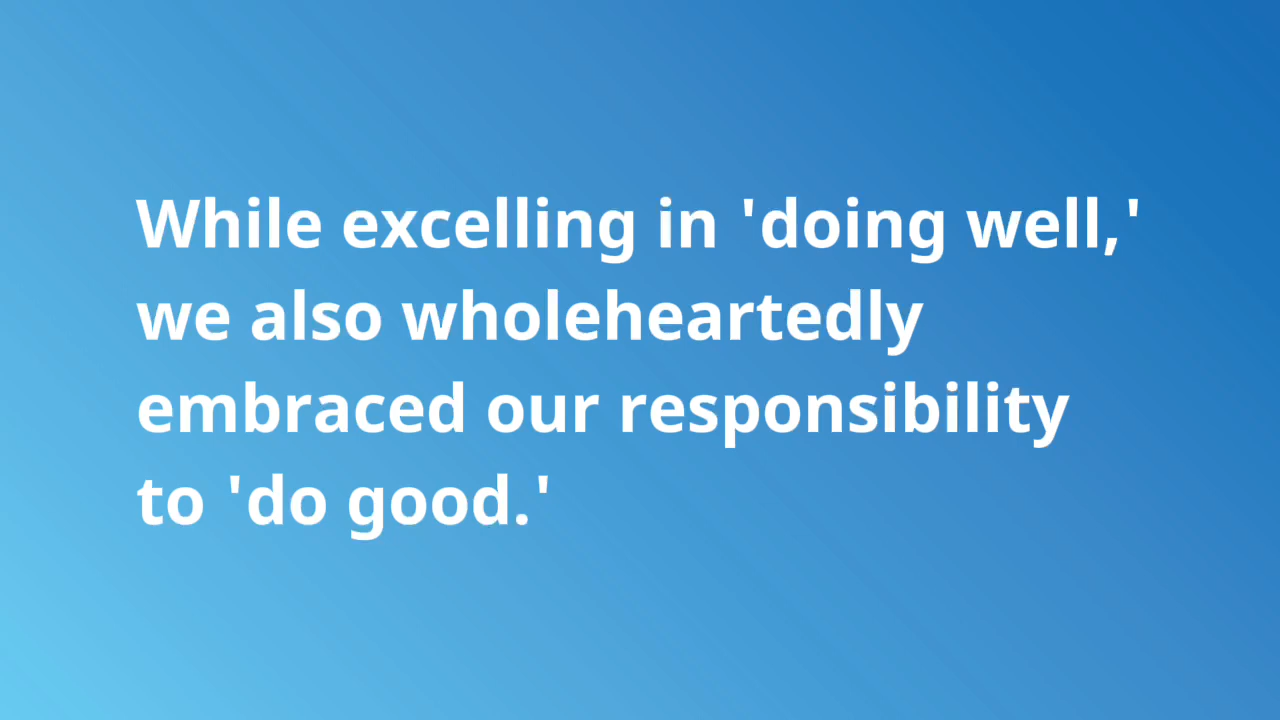 While excelling in 'doing well,'
we also wholeheartedly
embraced our responsibility
to 'do good.'